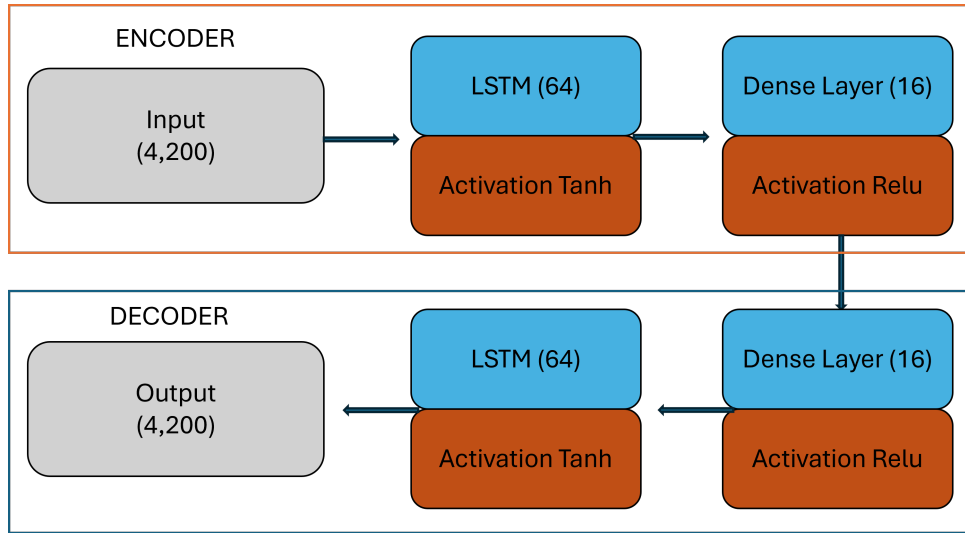 ENCODER
Input
(4,200)
LSTM (64)
Activation Tanh
Dense Layer (16)
Activation Relu
DECODER
Output
(4,200)
LSTM (64)
Activation Tanh
Dense Layer (16)
Activation Relu